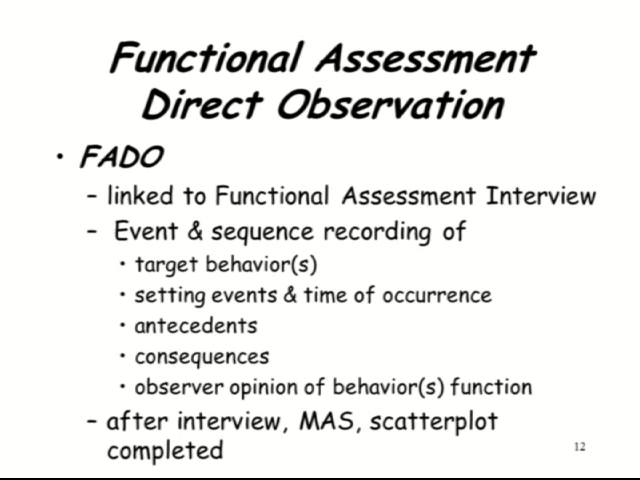 Functional Assessment
Direct Observation
• FADO
– linked to Functional Assessment Interview
– Event & sequence recording of
• target behavior(s)
• setting events & time of occurrence
• antecedents
• consequences
• observer opinion of behavior(s) function
– after interview, MAS, scatterplot
completed
12